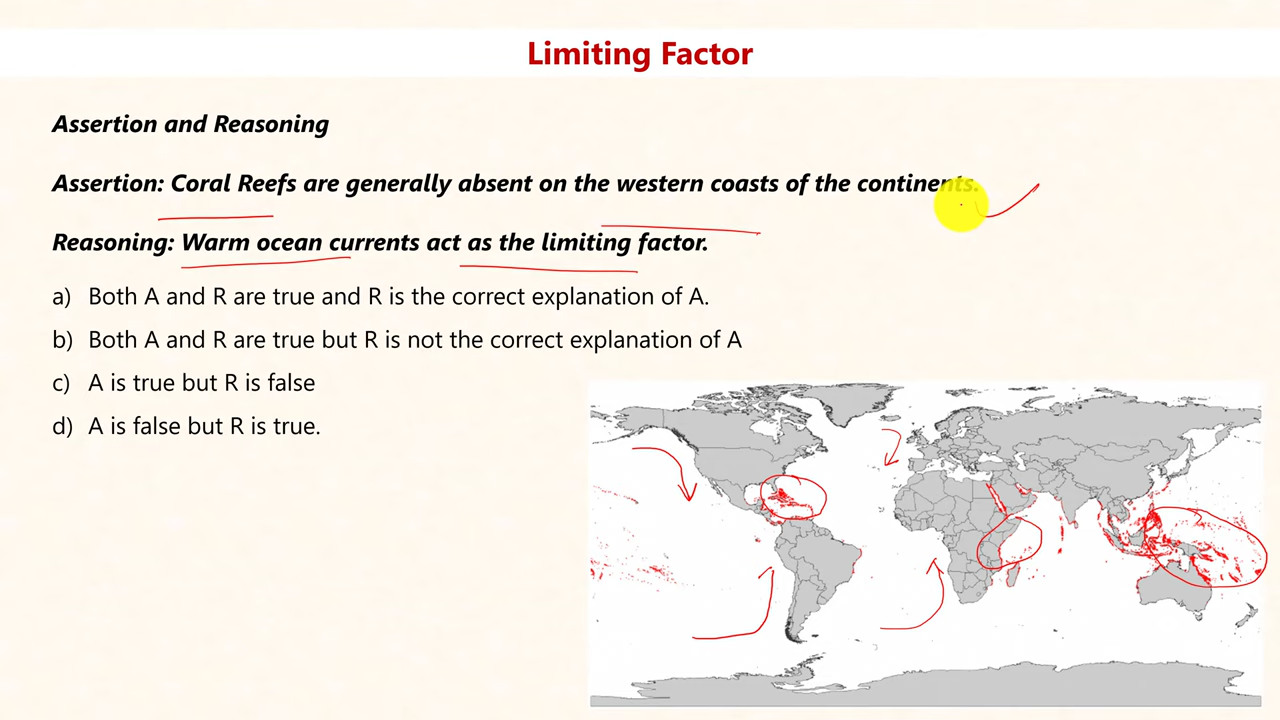 Limiting Factor
Assertion and Reasoning
Assertion: Coral Reefs are generally absent on the western coasts of the continents.
Reasoning: Warm ocean currents act as the limiting factor.
a) Both A and R are true and R is the correct explanation of A.
b) Both A and R are true but R is not the correct explanation of A
c) A is true but R is false
d) A is false but R is true.